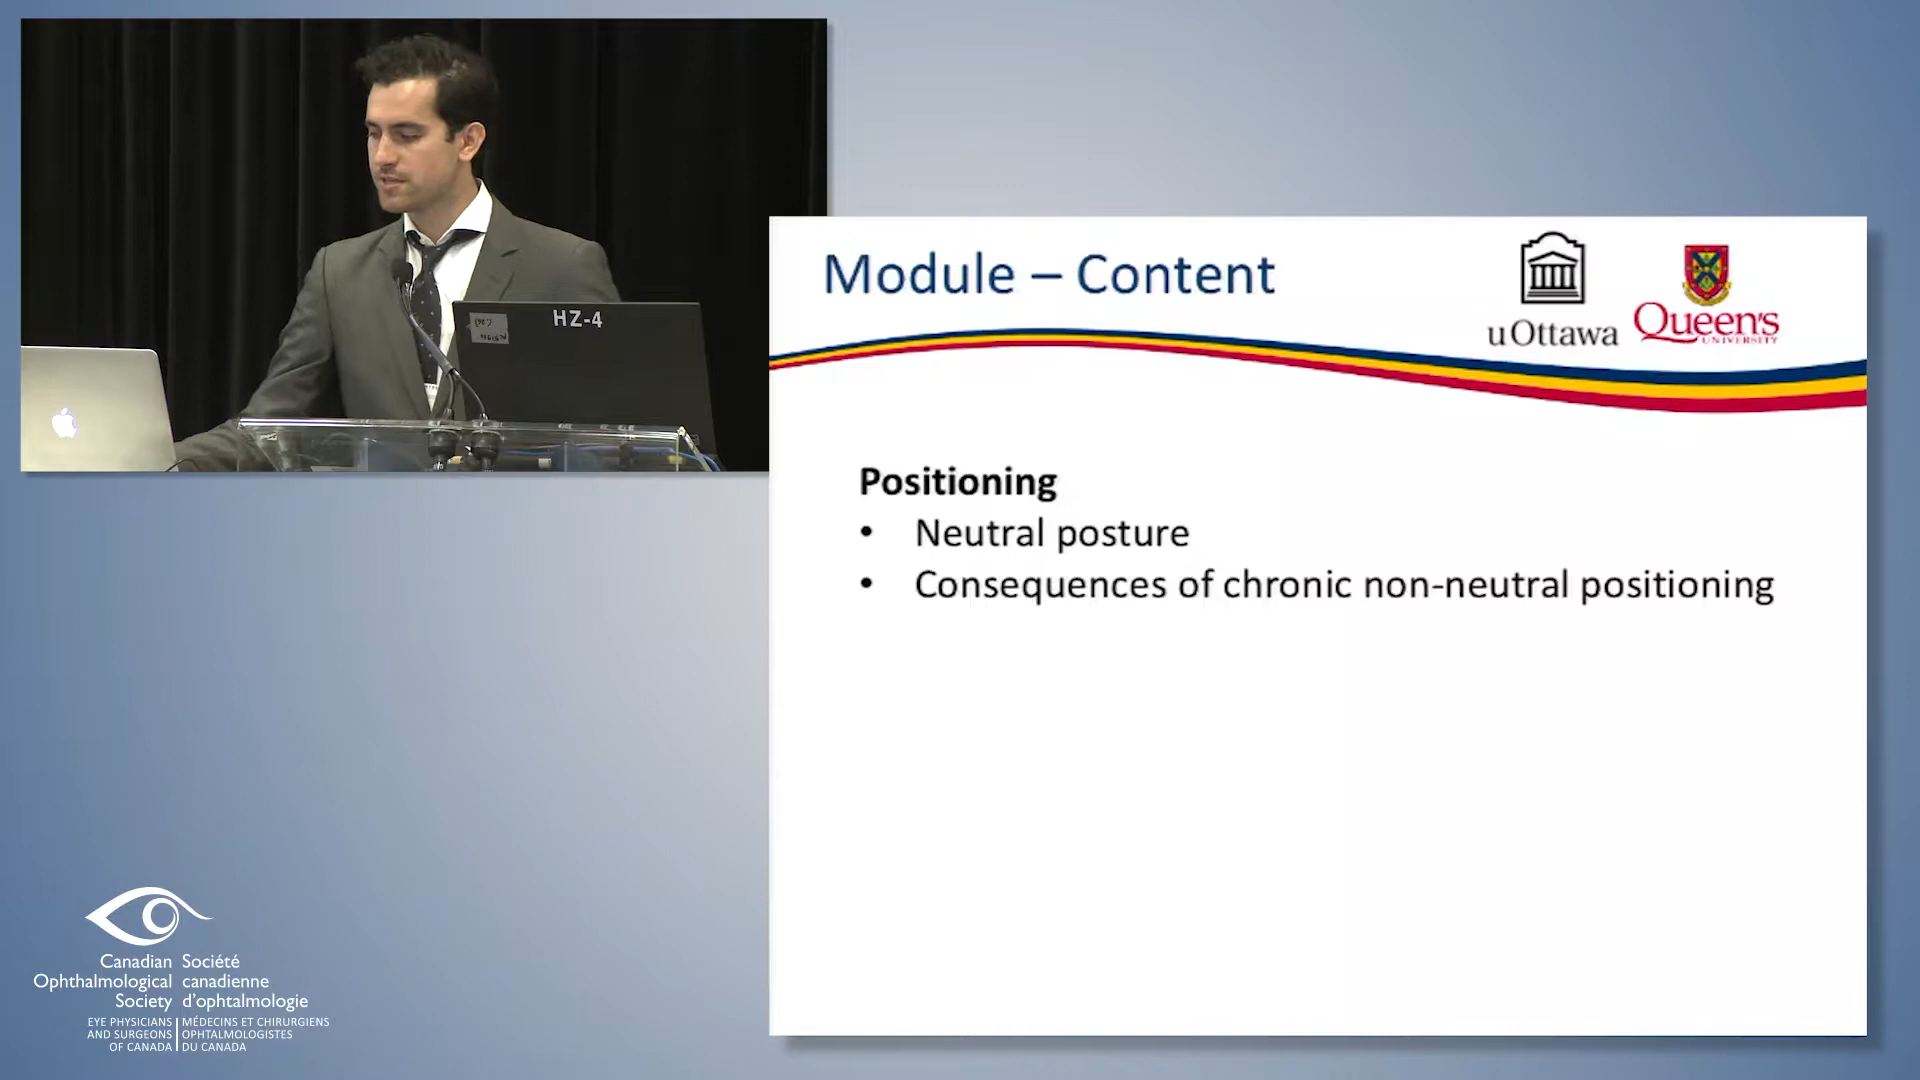 HZ-4
Module – Content
uOttawa
Queen's
UNIVERSITY
Positioning
• Neutral posture
• Consequences of chronic non-neutral positioning
Canadian Ophthalmological Society
Société canadienne d'ophtalmologie
EYE PHYSICIANS AND SURGEONS OF CANADA
MÉDECINS ET CHIRURGIENS OPHTALMOLOGISTES DU CANADA